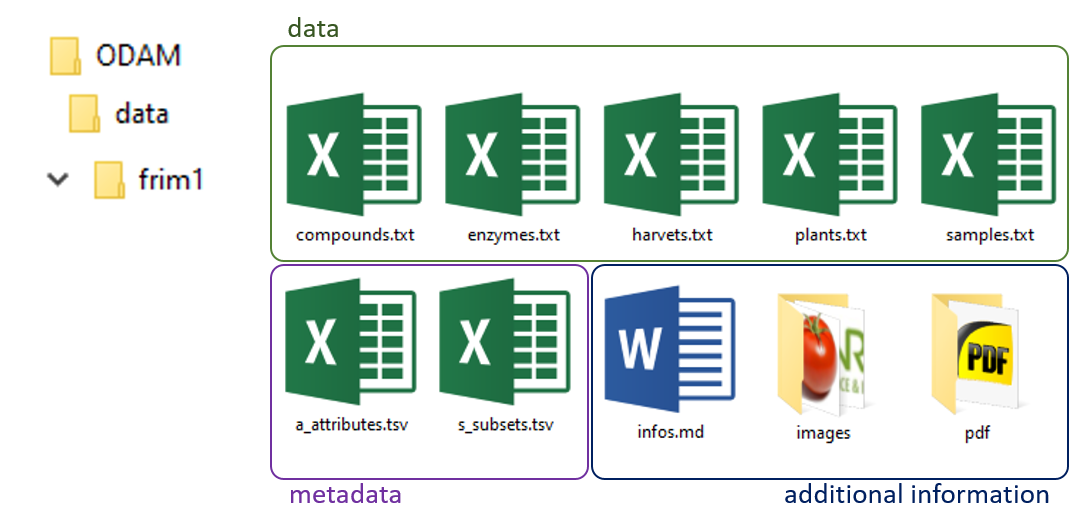 ODAM
data
frim1
data
X
X
X
X
X
compounds.txt
enzymes.txt
harvets.txt
plants.txt
samples.txt
X
X
W
PDF
a_attributes.tsv
s_subsets.tsv
infos.md
images
pdf
metadata
additional information